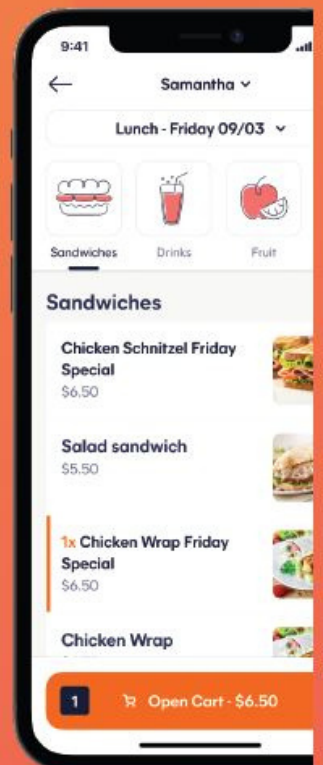 9:41
Samantha
Lunch - Friday 09/03
Sandwiches
Drinks
Fruit
Sandwiches
Chicken Schnitzel Friday
Special
$6.50
Salad sandwich
$5.50
1x Chicken Wrap Friday
Special
$6.50
Chicken Wrap
1
Open Cart - $6.50